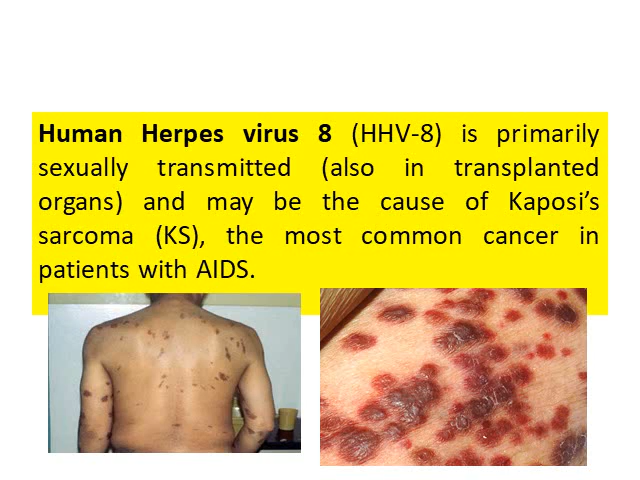 Human Herpes virus 8 (HHV-8) is primarily
sexually transmitted (also in transplanted
organs) and may be the cause of Kaposi’s
sarcoma (KS), the most common cancer in
patients with AIDS.